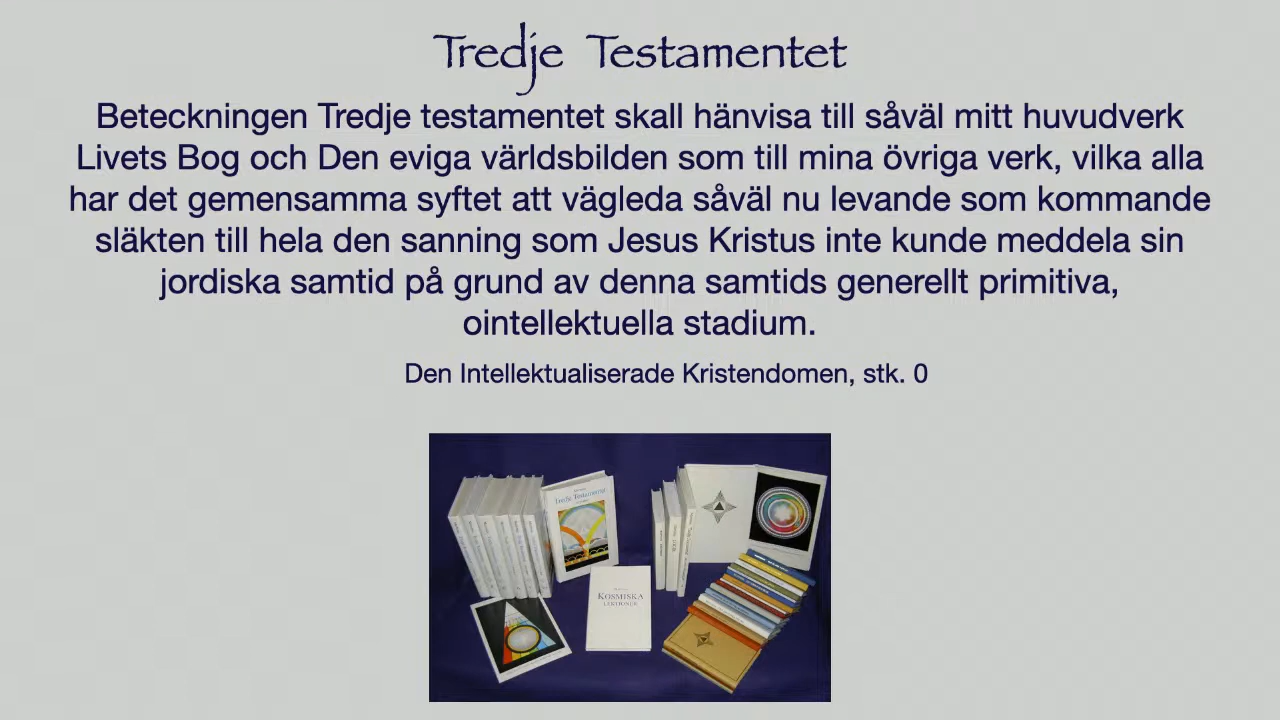 Tredje Testamentet
Beteckningen Tredje testamentet skall hänvisa till såväl mitt huvudverk
Livets Bog och Den eviga världsbilden som till mina övriga verk, vilka alla
har det gemensamma syftet att vägleda såväl nu levande som kommande
släkten till hela den sanning som Jesus Kristus inte kunde meddela sin
jordiska samtid på grund av denna samtids generellt primitiva,
ointellektuella stadium.
Den Intellektualiserade Kristendomen, stk. 0
Tredje Testamentet
KOSMISKA
LEKTIONER